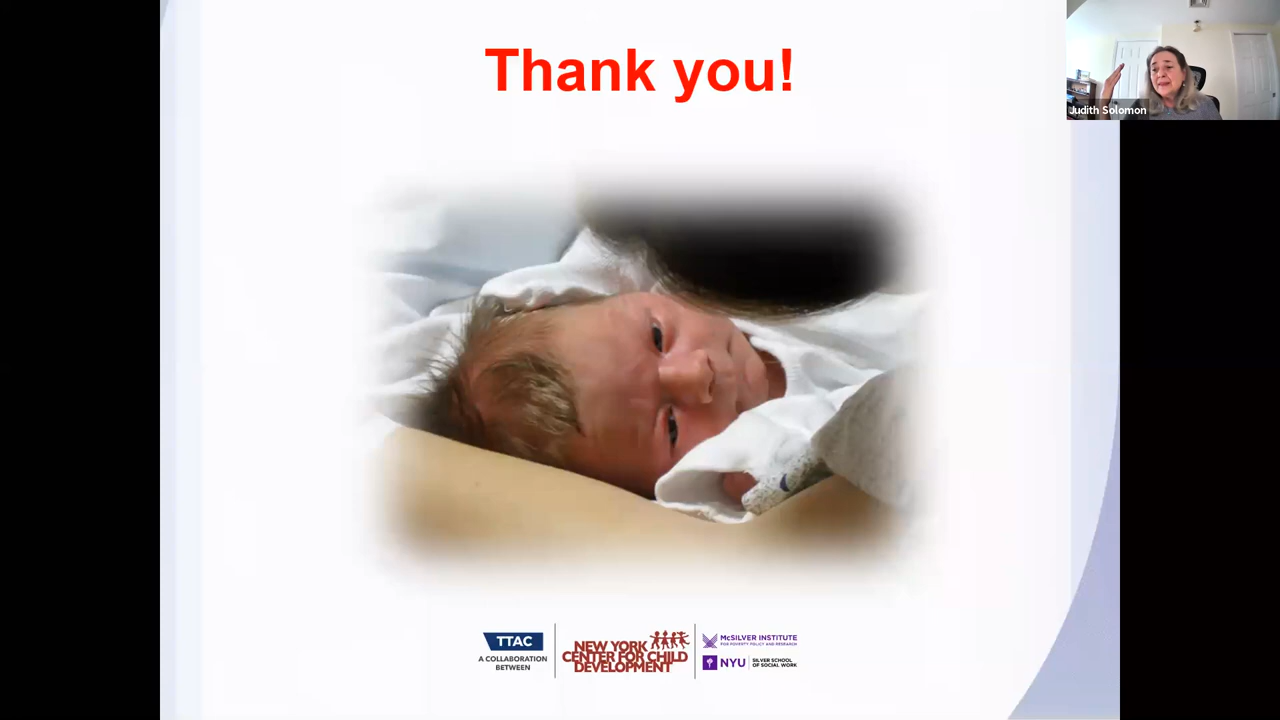 Thank you!
Judith Solomon
TTAC
A COLLABORATION
BETWEEN
NEW YORK
CENTER FOR CHILD
DEVELOPMENT
McSILVER INSTITUTE
FOR POVERTY POLICY AND RESEARCH
NYU SILVER SCHOOL
OF SOCIAL WORK